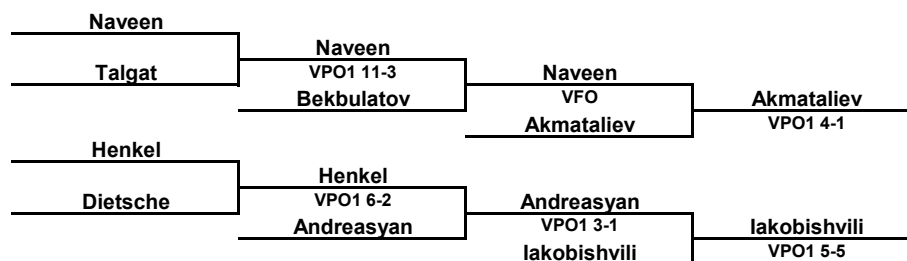 Naveen
Talgat
Naveen
VPO1 11-3
Bekbulatov
Naveen
VFO
Akmataliev
Akmataliev
VPO1 4-1
Henkel
Dietsche
Henkel
VPO1 6-2
Andreasyan
Andreasyan
VPO1 3-1
Iakobishvili
Iakobishvili
VPO1 5-5